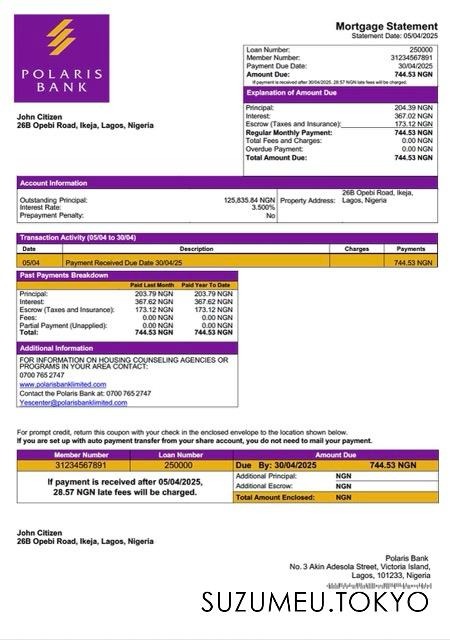 POLARIS
BANK
Mortgage Statement
Statement Date: 05/04/2025
Loan Number: 250000
Member Number: 31234567891
Payment Due Date: 30/04/2025
Amount Due: 744.53 NGN
If payment is received after 30/04/2025. 28.57 NGN late fees will be charged.
Explanation of Amount Due
Principal: 204.39 NGN
Interest: 367.02 NGN
Escrow (Taxes and Insurance): 173.12 NGN
Regular Monthly Payment: 744.53 NGN
Total Fees and Charges: 0.00 NGN
Overdue Payment: 0.00 NGN
Total Amount Due: 744.53 NGN
John Citizen
26B Opebi Road, Ikeja, Lagos, Nigeria
Account Information
Outstanding Principal: 125,835.84 NGN
Interest Rate: 3.500%
Prepayment Penalty: No
Property Address: 26B Opebi Road, Ikeja,
Lagos, Nigeria
Transaction Activity (05/04 to 30/04)
Date Description Charges Payments
05/04 Payment Received Due Date 30/04/25 744.53 NGN
Past Payments Breakdown
Paid Last Month Paid Year To Date
Principal: 203.79 NGN 203.79 NGN
Interest: 367.62 NGN 367.62 NGN
Escrow (Taxes and Insurance): 173.12 NGN 173.12 NGN
Fees: 0.00 NGN 0.00 NGN
Partial Payment (Unapplied): 0.00 NGN 0.00 NGN
Total: 744.53 NGN 744.53 NGN
Additional Information
FOR INFORMATION ON HOUSING COUNSELING AGENCIES OR
PROGRAMS IN YOUR AREA CONTACT:
0700 765 2747
www.polarisbanklimited.com
Contact the Polaris Bank at: 0700 765 2747
Yescenter@polarisbanklimited.com
For prompt credit, return this coupon with your check in the enclosed envelope to the location shown below.
If you are set up with auto payment transfer from your share account, you do not need to mail your payment.
Member Number Loan Number Amount Due
31234567891 250000 Due By: 30/04/2025 744.53 NGN
If payment is received after 05/04/2025,
28.57 NGN late fees will be charged.
Additional Principal: NGN
Additional Escrow: NGN
Total Amount Enclosed: NGN
John Citizen
26B Opebi Road, Ikeja, Lagos, Nigeria
Polaris Bank
No. 3 Akin Adesola Street, Victoria Island,
Lagos, 101233, Nigeria
SUZUMEU.TOKYO